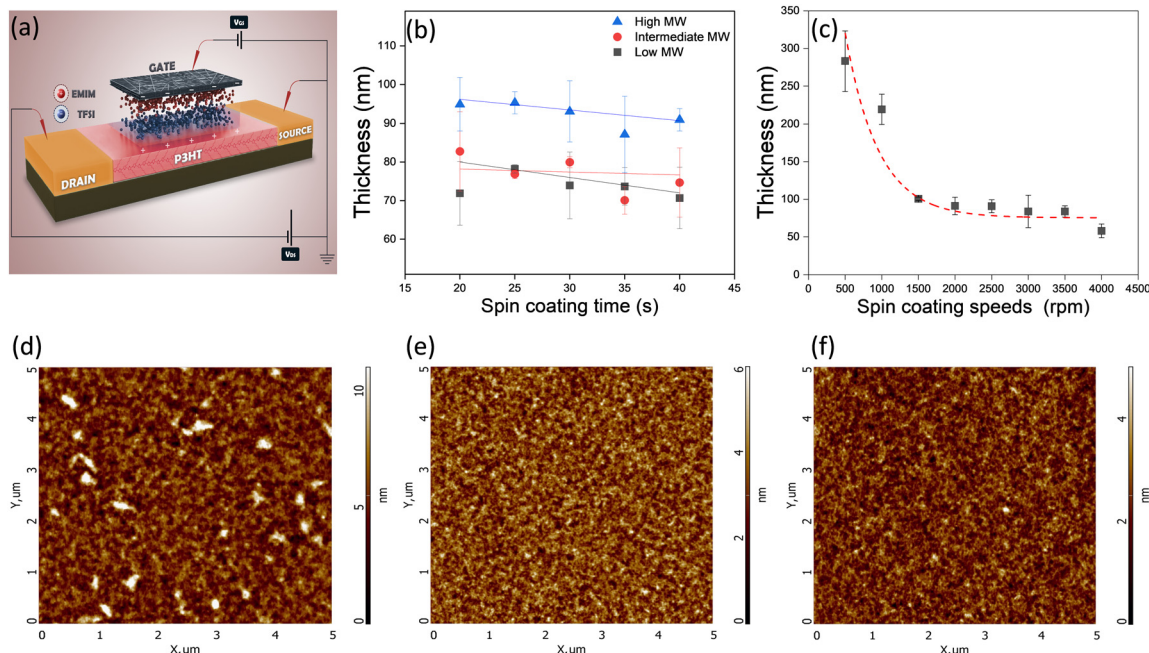 (a)
VGS
GATE
EMIM
TFSI
SOURCE
P3HT
DRAIN
VDS
(b)
High MW
Intermediate MW
Low MW
Thickness (nm)
100
90
80
70
60
15 20 25 30 35 40 45
Spin coating time (s)
(c)
Thickness (nm)
350
300
250
200
150
100
50
0
0 500 1000 1500 2000 2500 3000 3500 4000 4500
Spin coating speeds (rpm)
(d)
Y,um
5
4
3
2
1
0
0 1 2 3 4 5
X,um
10
5
0
nm
(e)
Y,um
5
4
3
2
1
0
0 1 2 3 4 5
X,um
6
4
2
0
nm
(f)
Y,um
5
4
3
2
1
0
0 1 2 3 4 5
X,um
4
2
0
nm